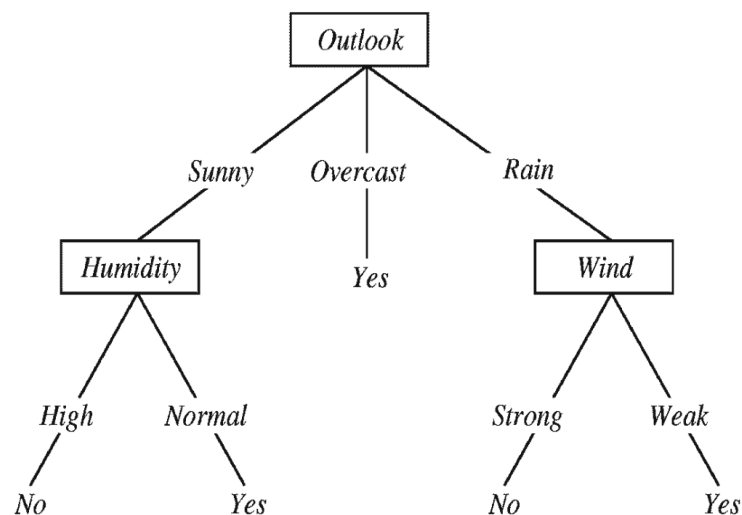 Outlook
Sunny Overcast Rain
Humidity Yes Wind
High Normal Strong Weak
No Yes No Yes